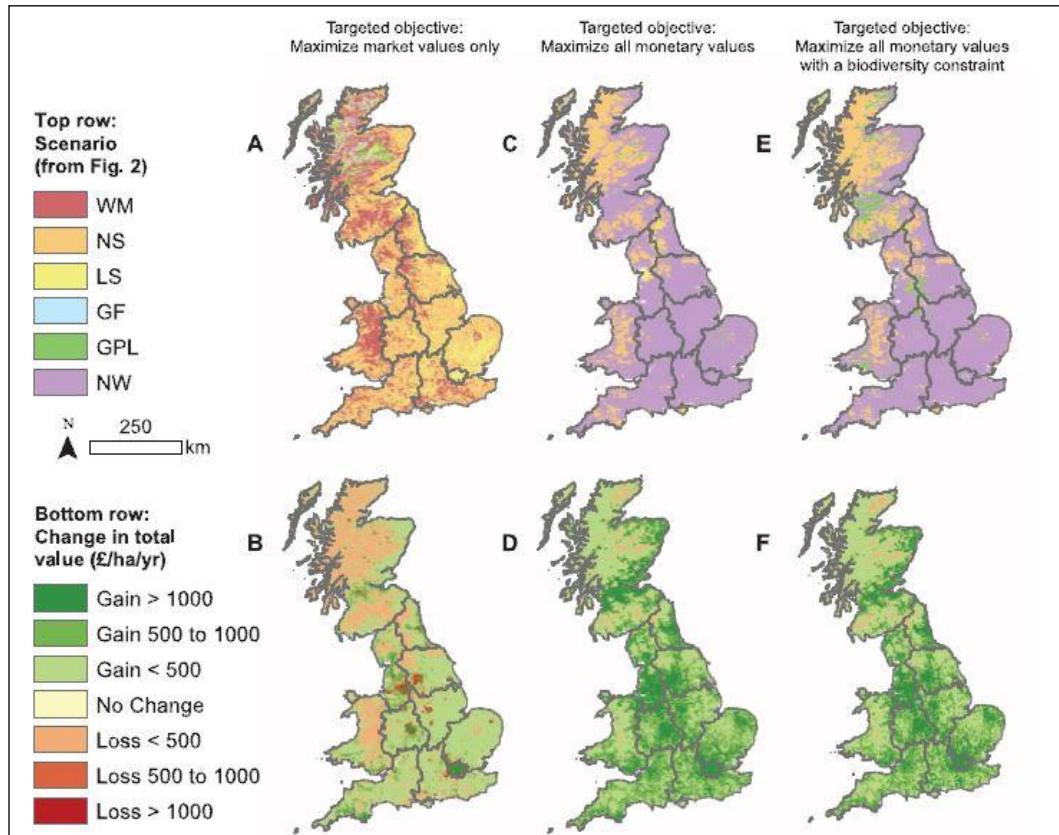 Targeted objective:
Maximize market values only
Targeted objective:
Maximize all monetary values
Targeted objective:
Maximize all monetary values
with a biodiversity constraint
Top row:
Scenario
(from Fig. 2)
WM
NS
LS
GF
GPL
NW
N
250
km
A
C
E
Bottom row:
Change in total
value (£/ha/yr)
Gain > 1000
Gain 500 to 1000
Gain < 500
No Change
Loss < 500
Loss 500 to 1000
Loss > 1000
B
D
F